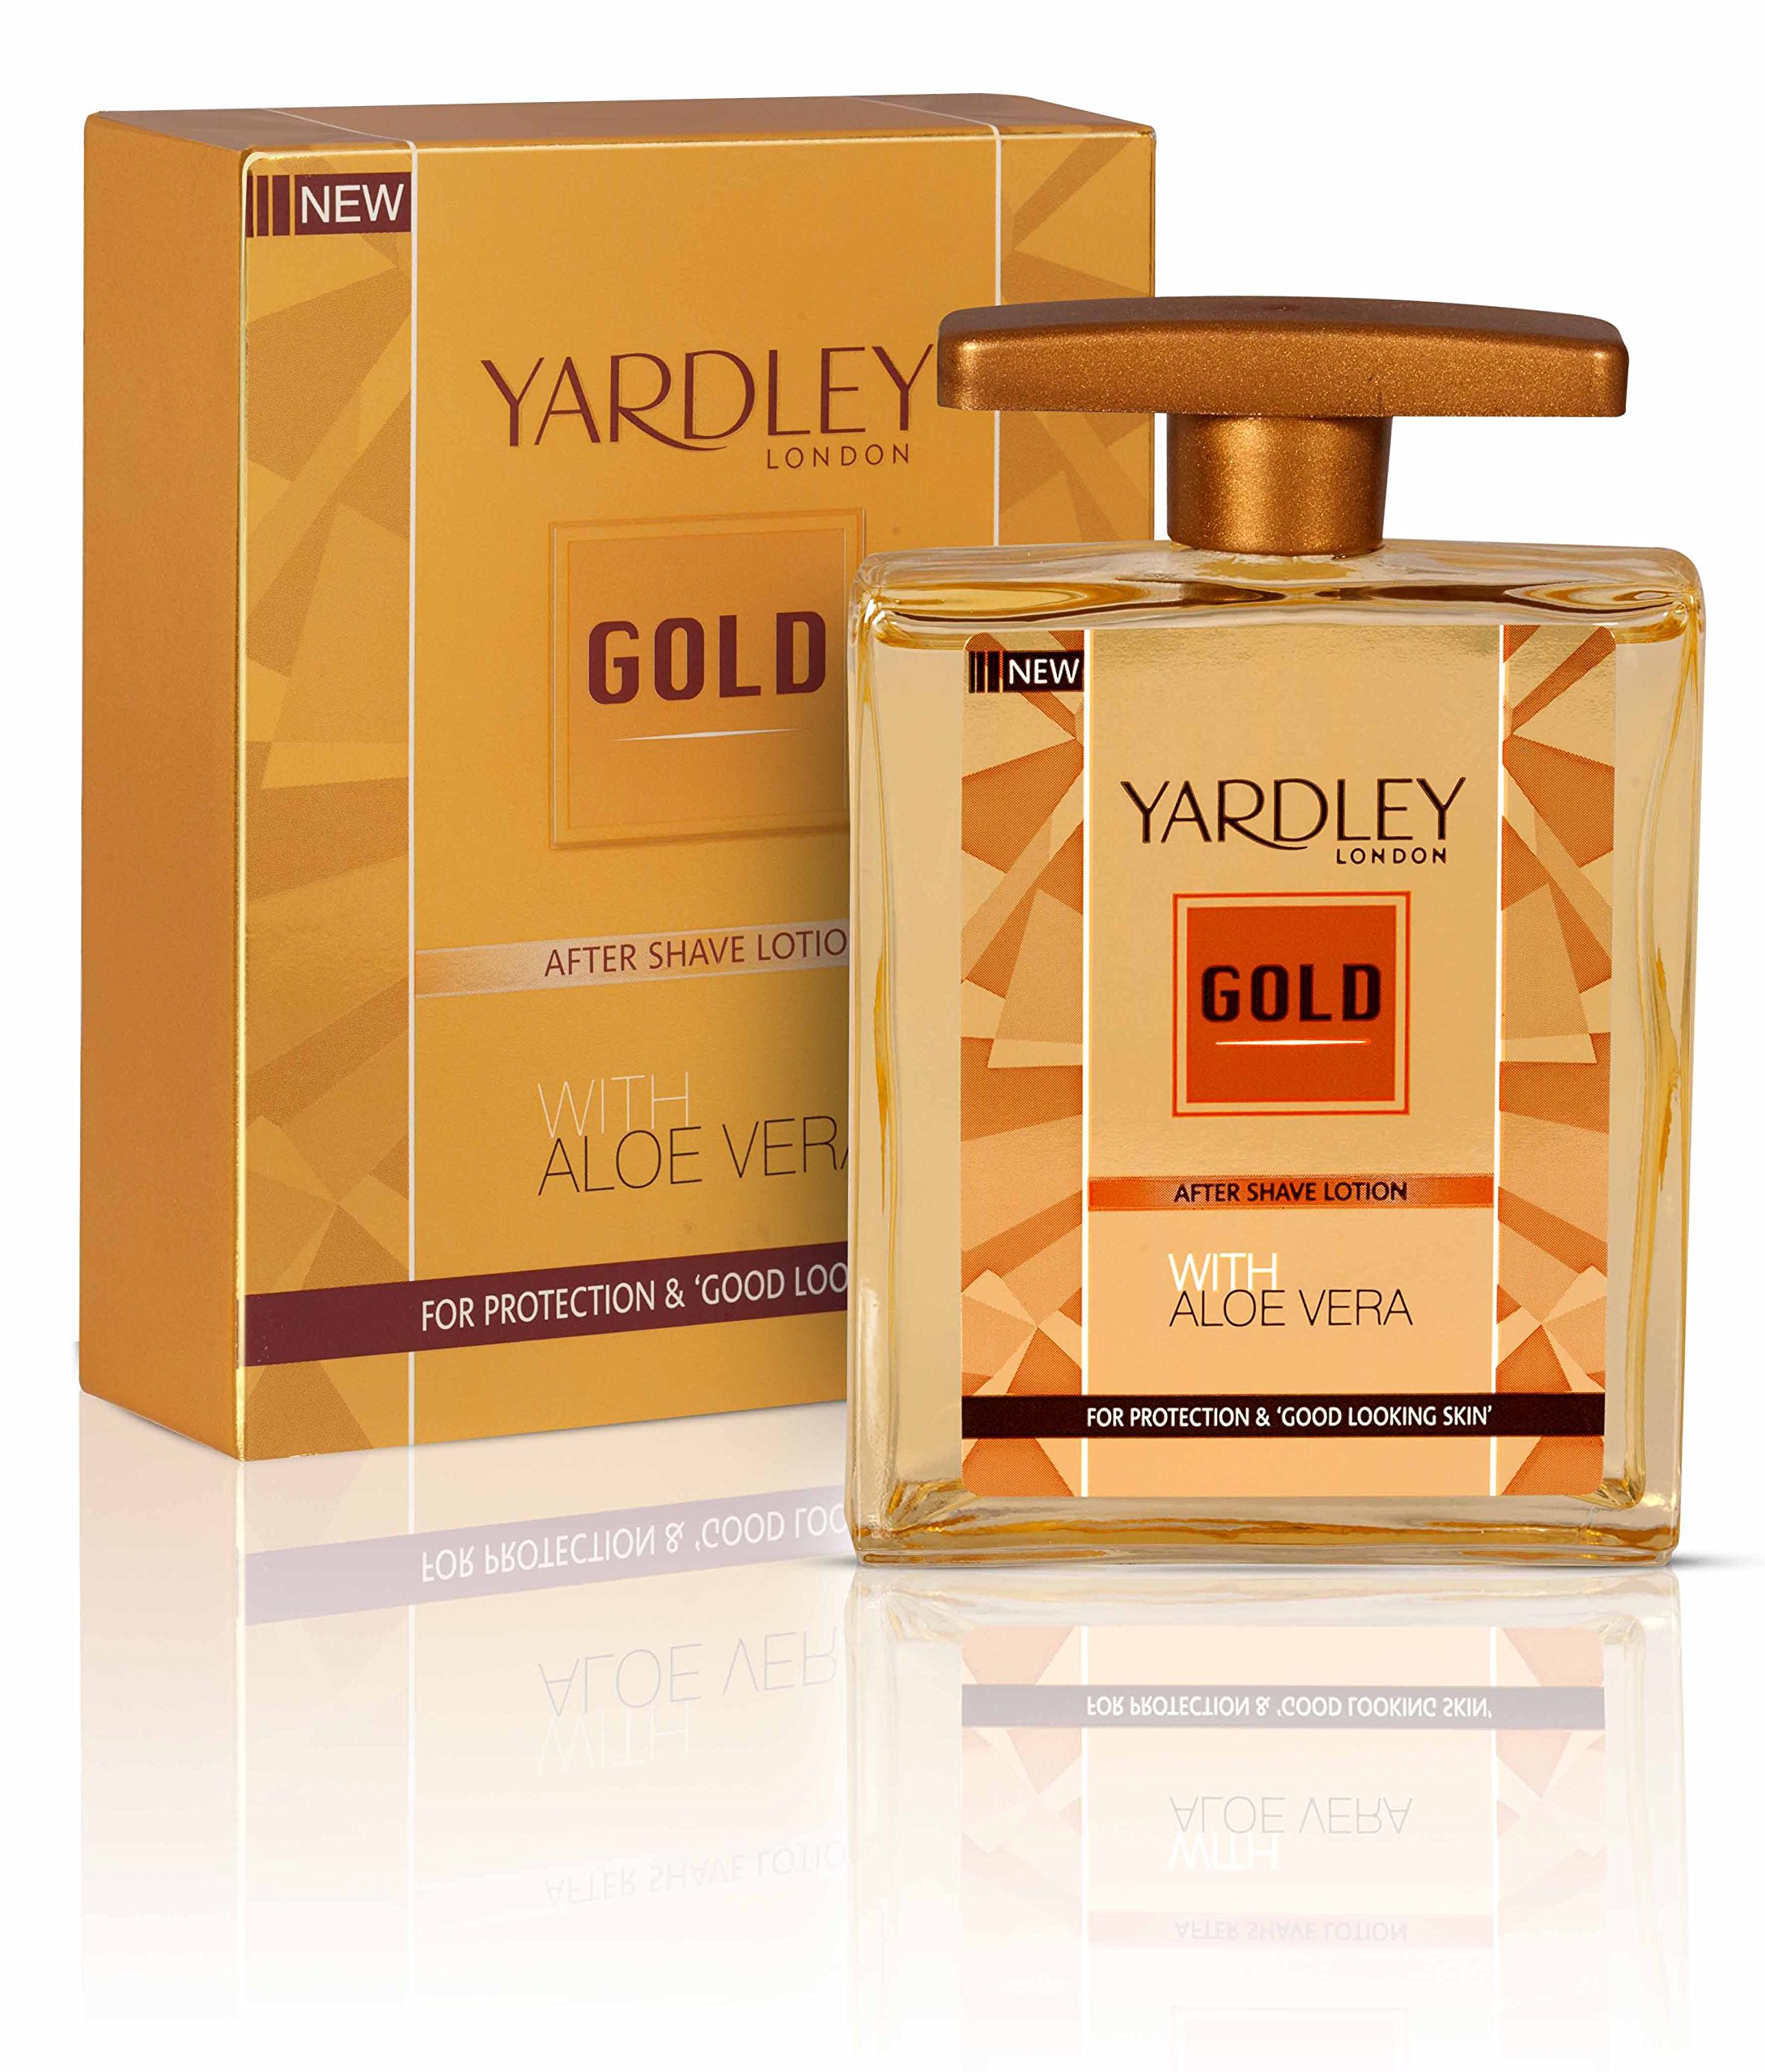 NEW
YARDLEY
LONDON
GOLD
AFTER SHAVE LOTIO
WITH
ALOE VER
FOR PROTECTION & ‘GOOD LOO
NEW
YARDLEY
LONDON
GOLD
AFTER SHAVE LOTION
WITH
ALOE VERA
FOR PROTECTION & ‘GOOD LOOKING SKIN’